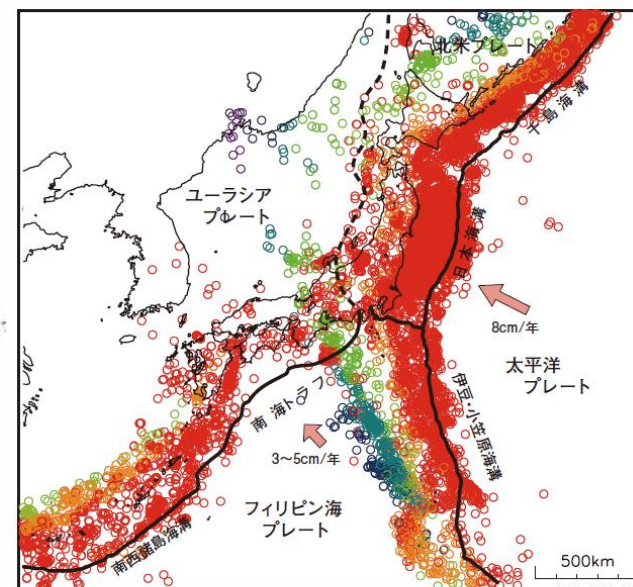 北米プレート
千島海溝
ユーラシア
プレート
日本海溝
8cm/年
太平洋
プレート
伊豆・小笠原海溝
南海トラフ
3〜5cm/年
フィリピン海
プレート
南西諸島海溝
500km